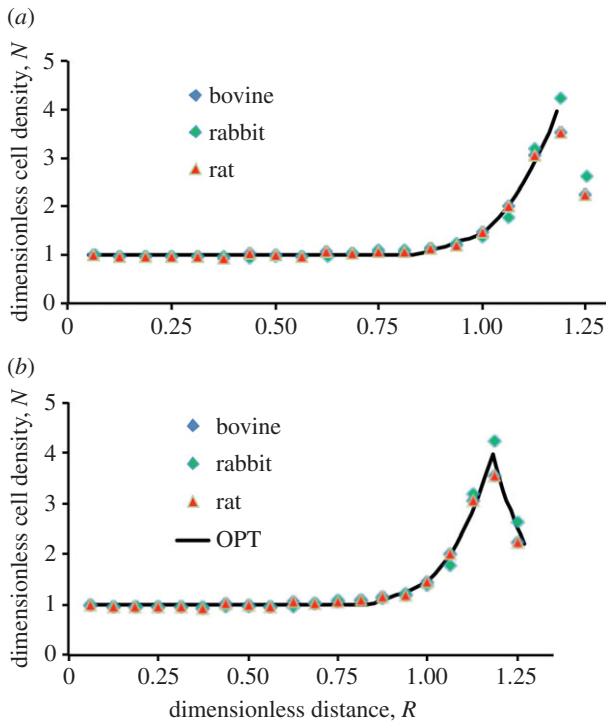 (a)
dimensionless cell density, N
5
4
3
2
1
0
bovine
rabbit
rat
0 0.25 0.50 0.75 1.00 1.25
(b)
dimensionless cell density, N
5
4
3
2
1
0
bovine
rabbit
rat
OPT
0 0.25 0.50 0.75 1.00 1.25
dimensionless distance, R